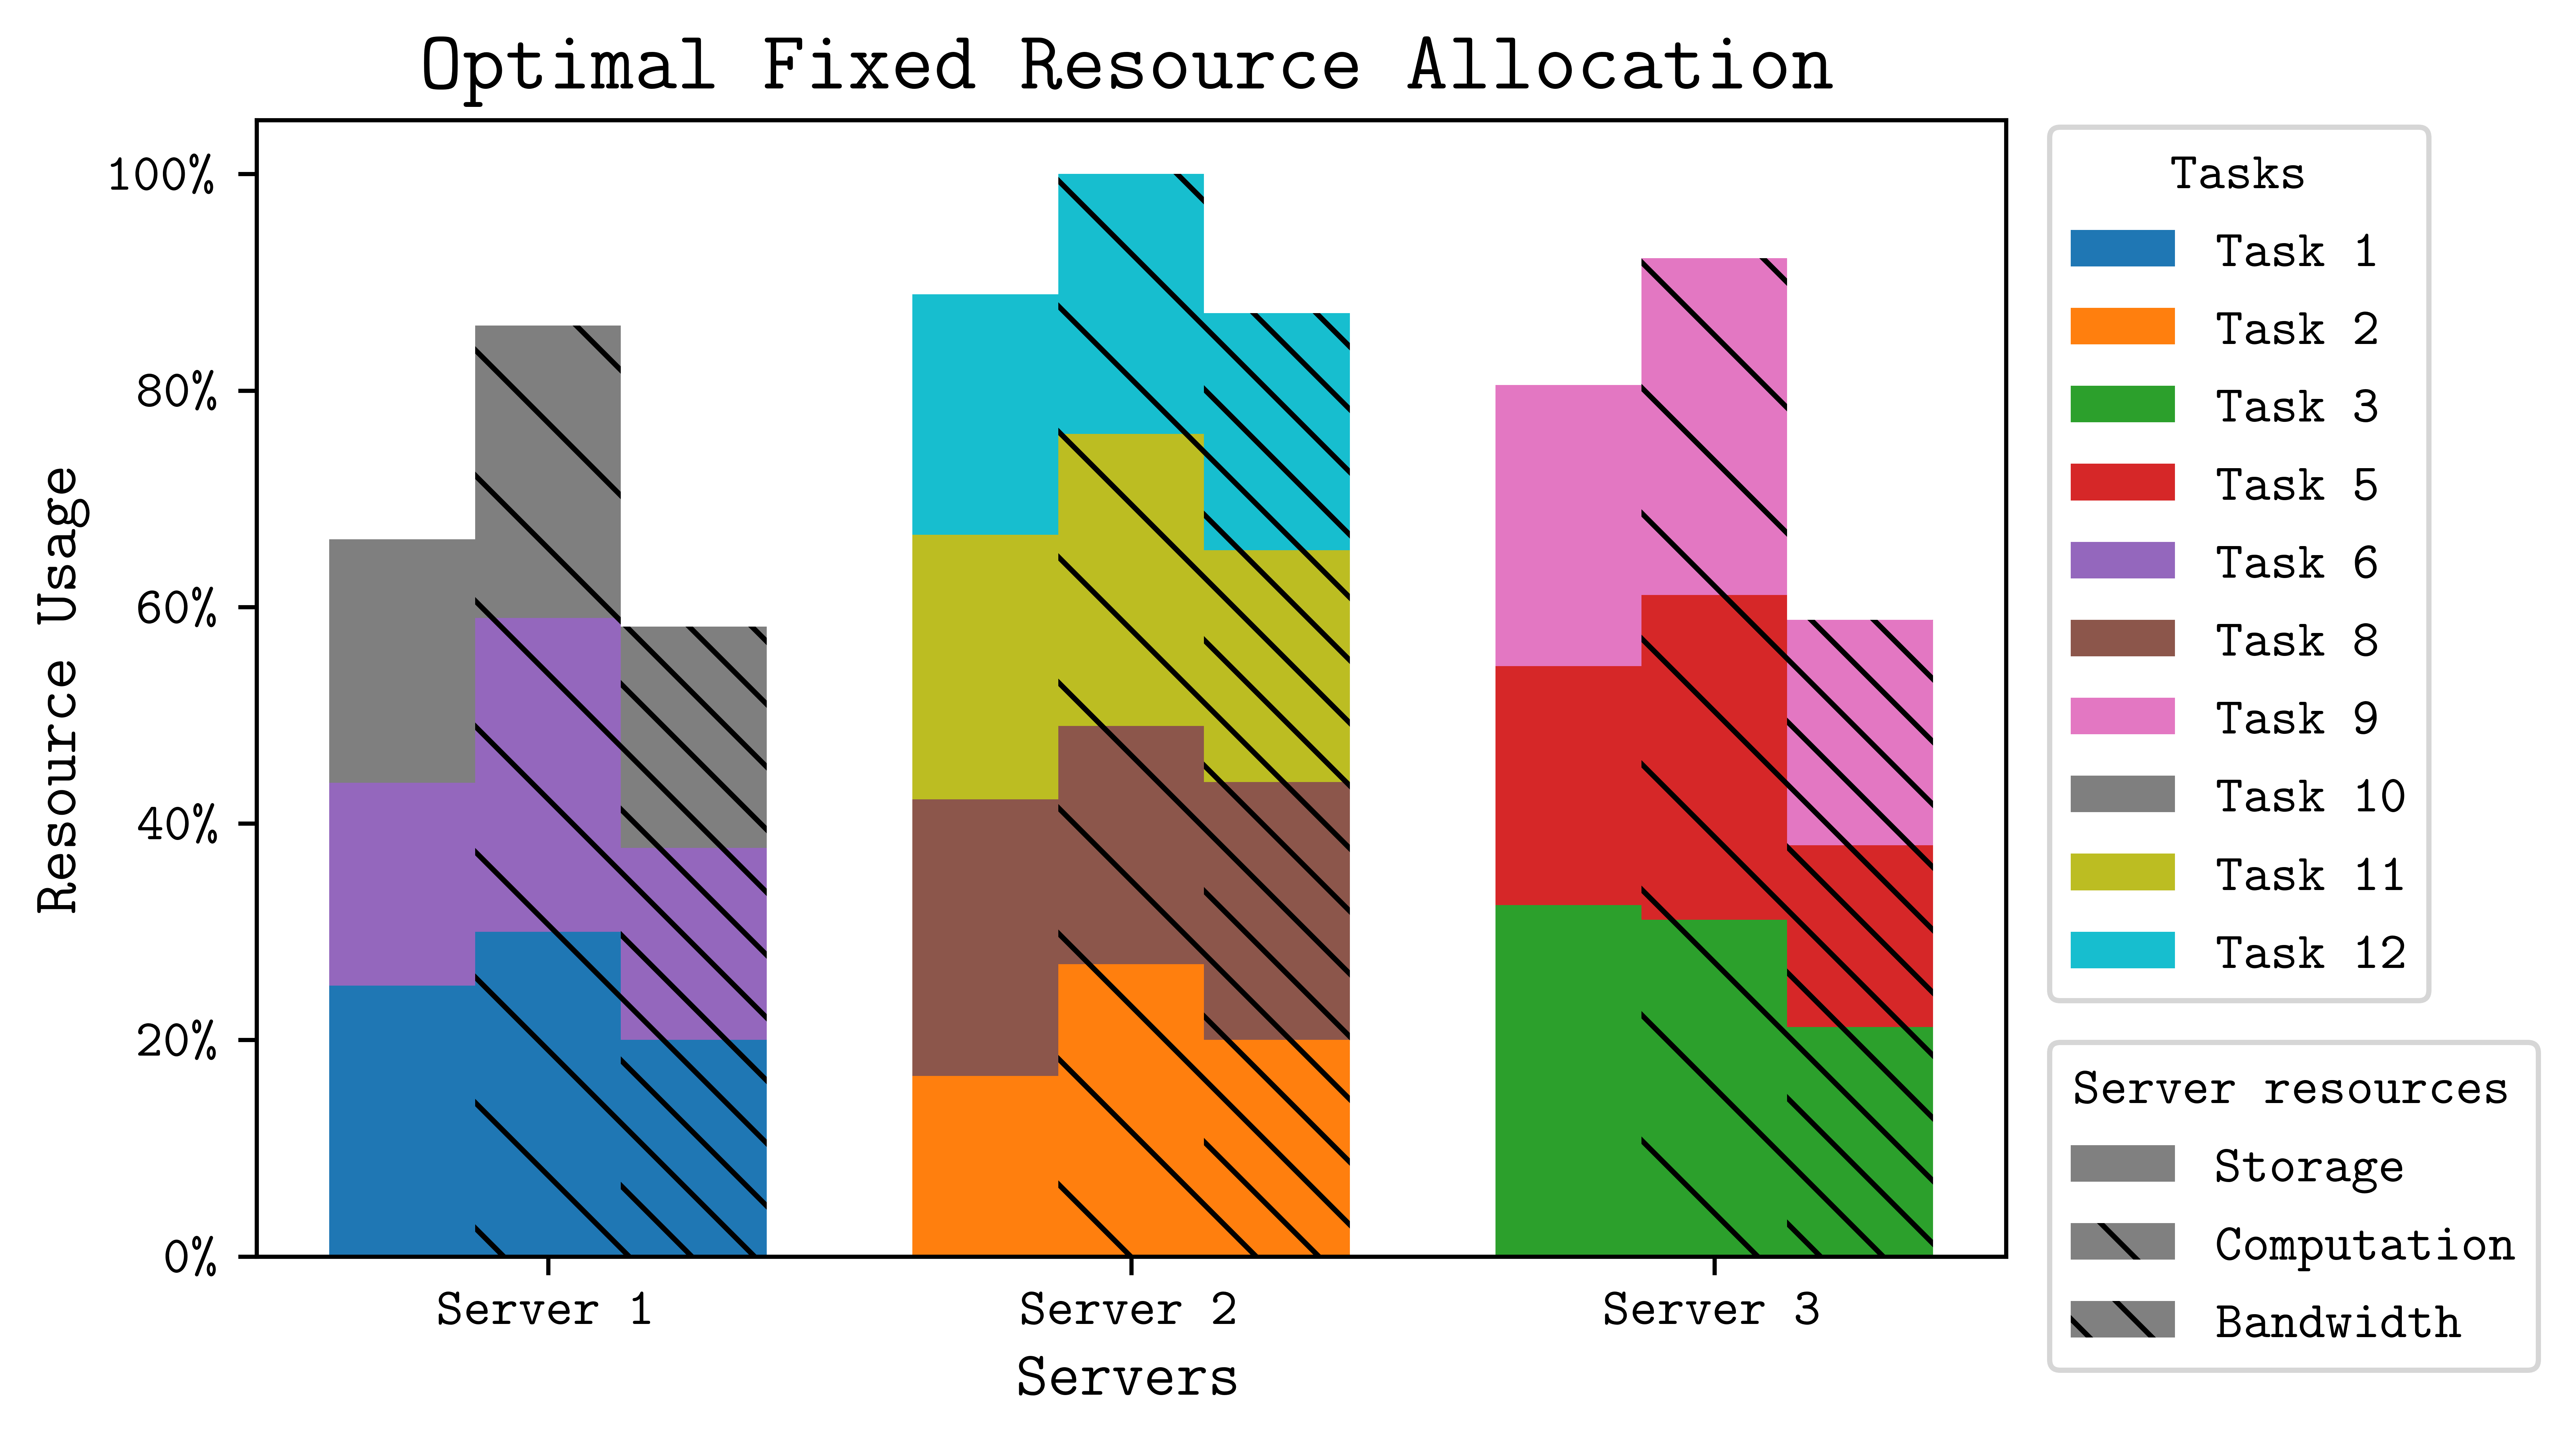 Optimal Fixed Resource Allocation
Resource Usage
100%
80%
60%
40%
20%
0%
Server 1
Server 2
Server 3
Servers
Tasks
Task 1
Task 2
Task 3
Task 5
Task 6
Task 8
Task 9
Task 10
Task 11
Task 12
Server resources
Storage
Computation
Bandwidth